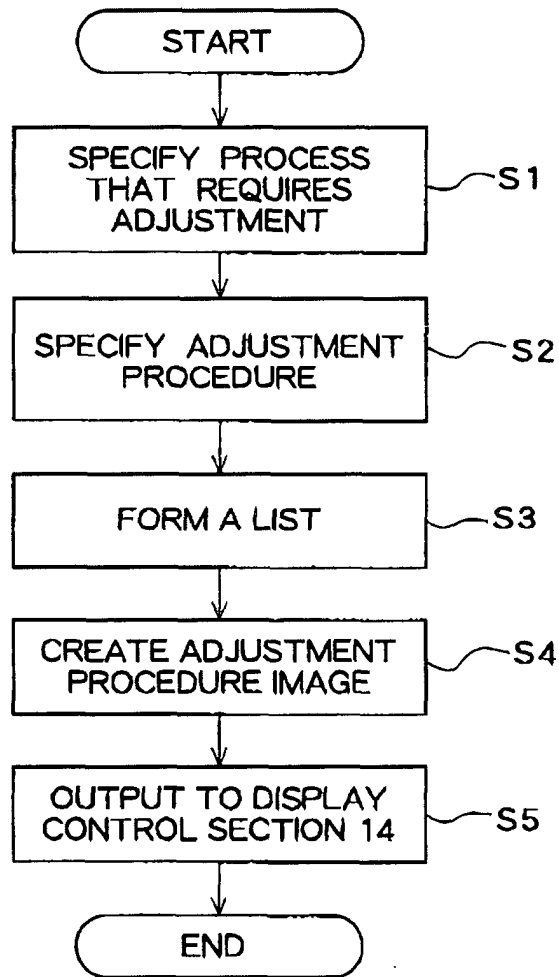 START
SPECIFY PROCESS
THAT REQUIRES
ADJUSTMENT
S1
SPECIFY ADJUSTMENT
PROCEDURE
S2
FORM A LIST
S3
CREATE ADJUSTMENT
PROCEDURE IMAGE
S4
OUTPUT TO DISPLAY
CONTROL SECTION 14
S5
END